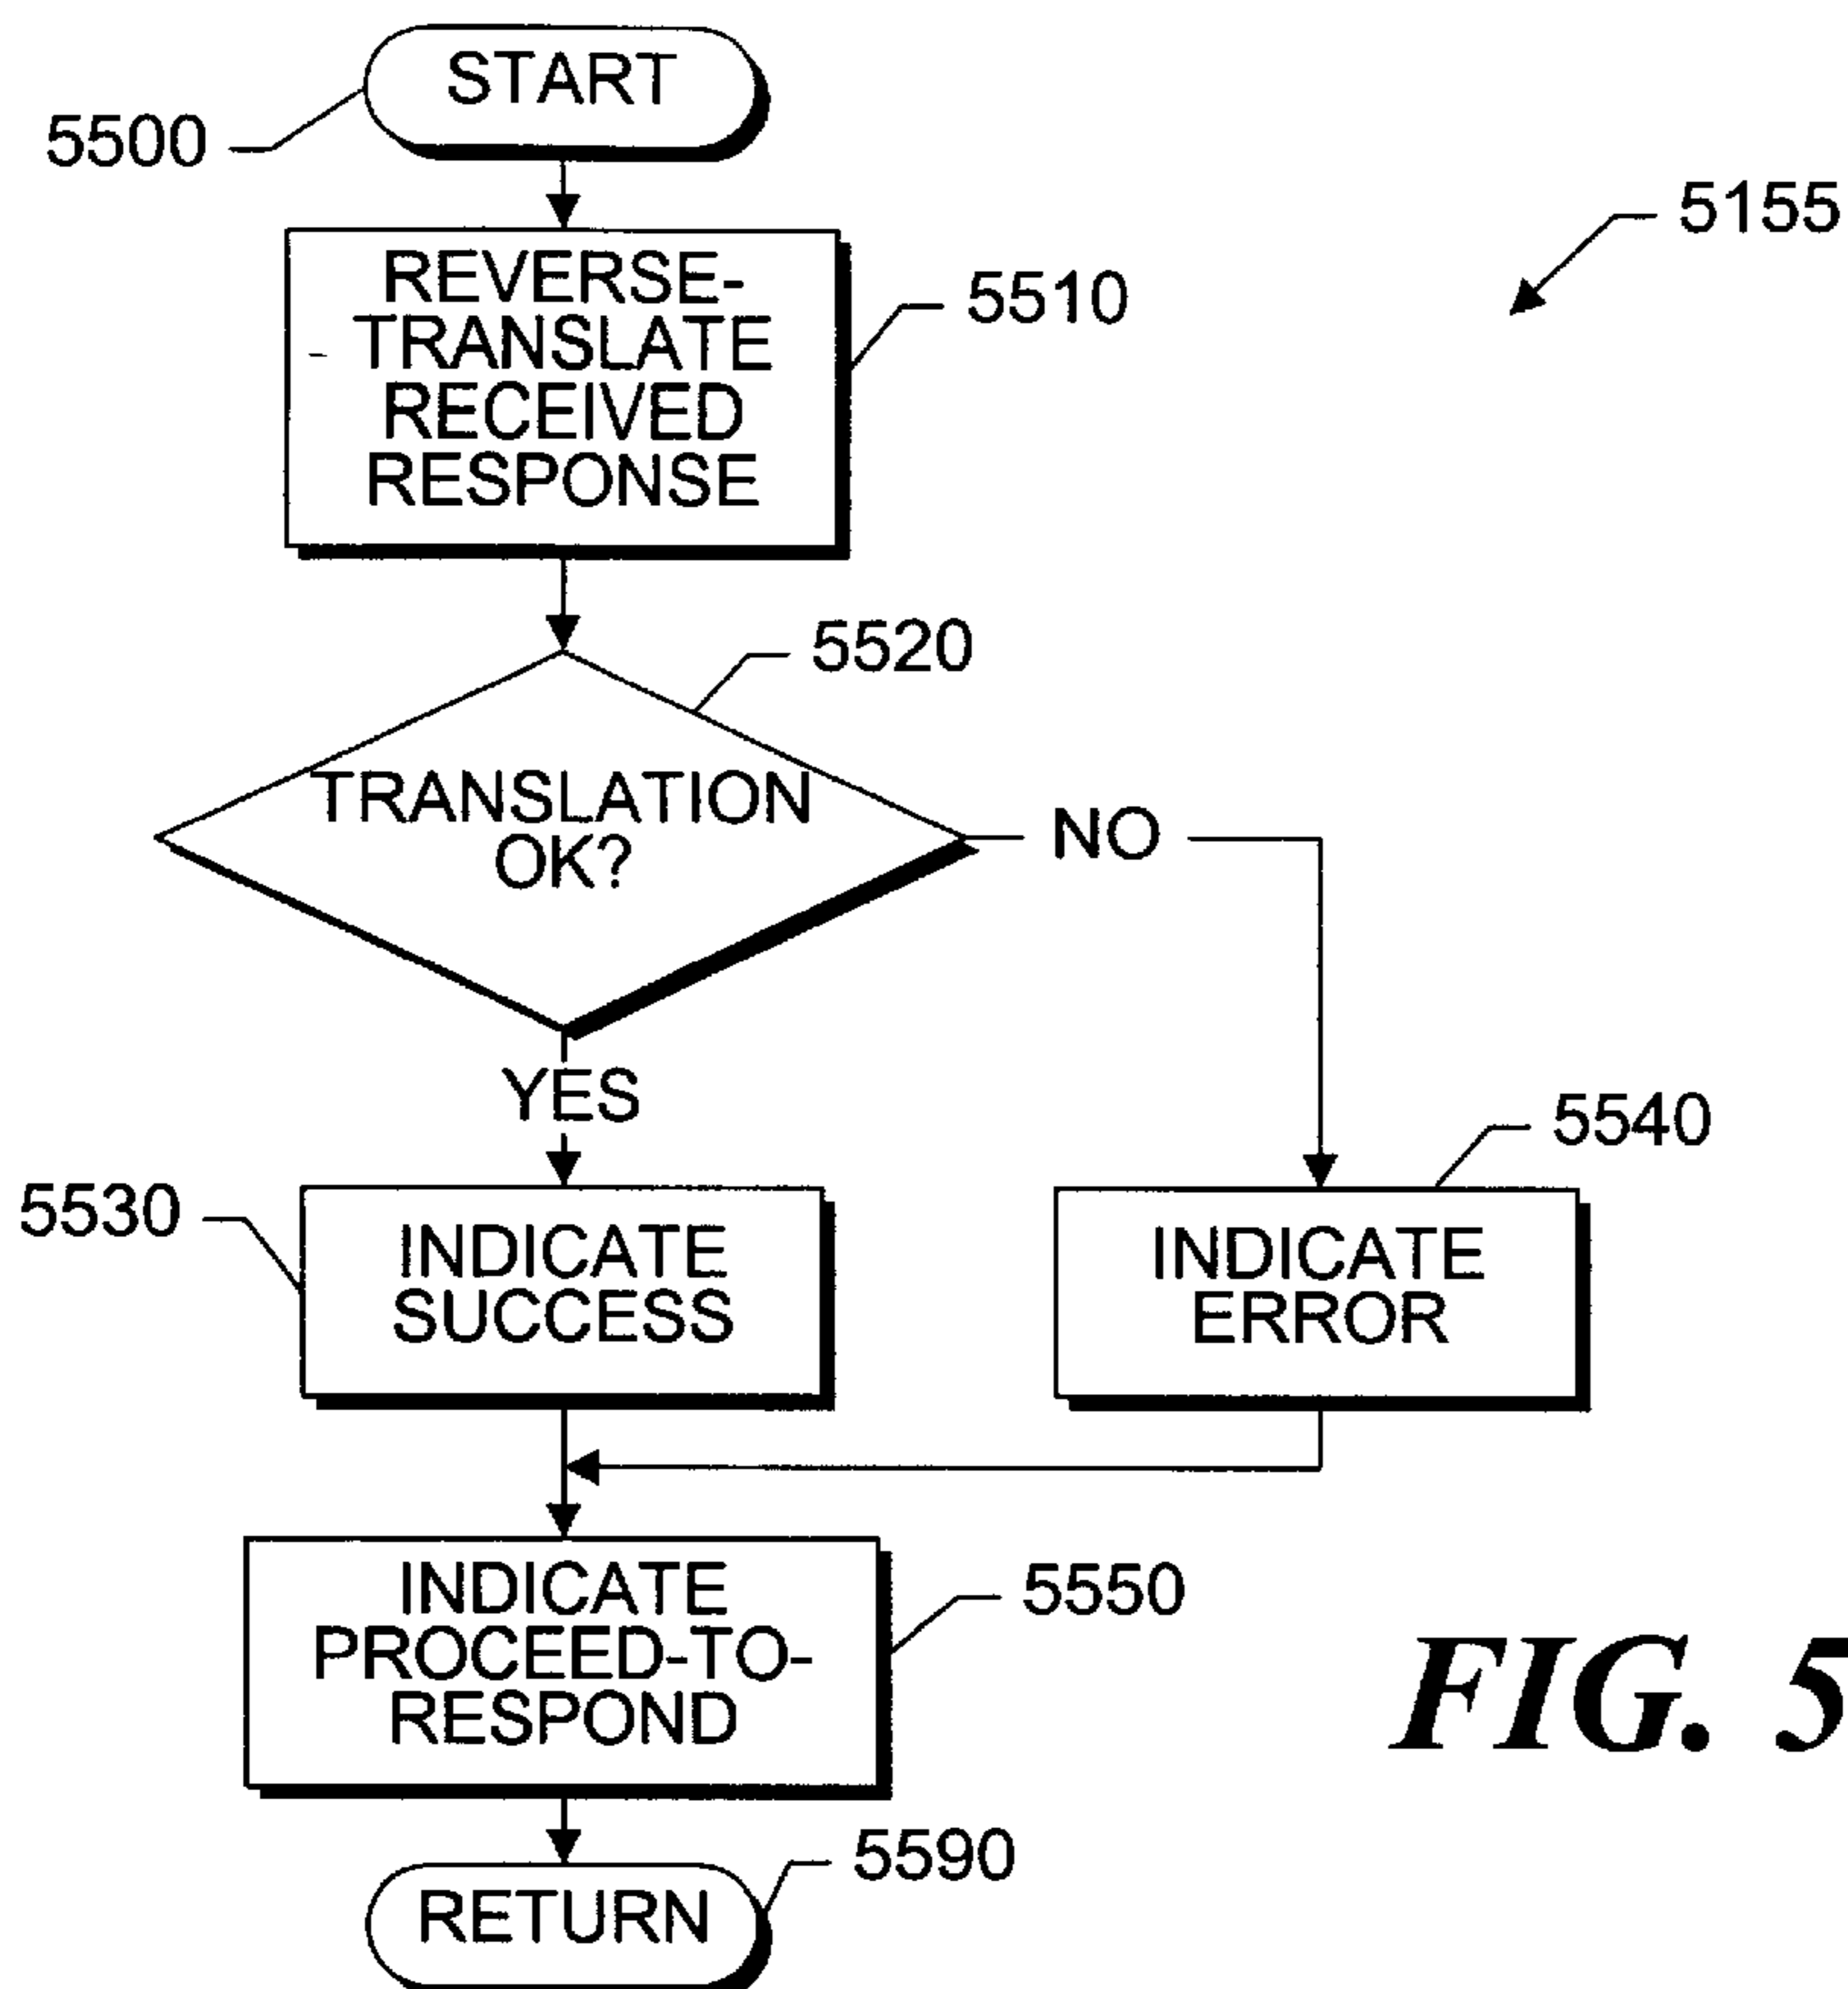 START
5500
5155
REVERSE-
TRANSLATE
RECEIVED
RESPONSE
5510
5520
TRANSLATION
OK?
NO
YES
5530
5540
INDICATE
SUCCESS
INDICATE
ERROR
INDICATE
PROCEED-TO-
RESPOND
5550
FIG. 5
5590
RETURN